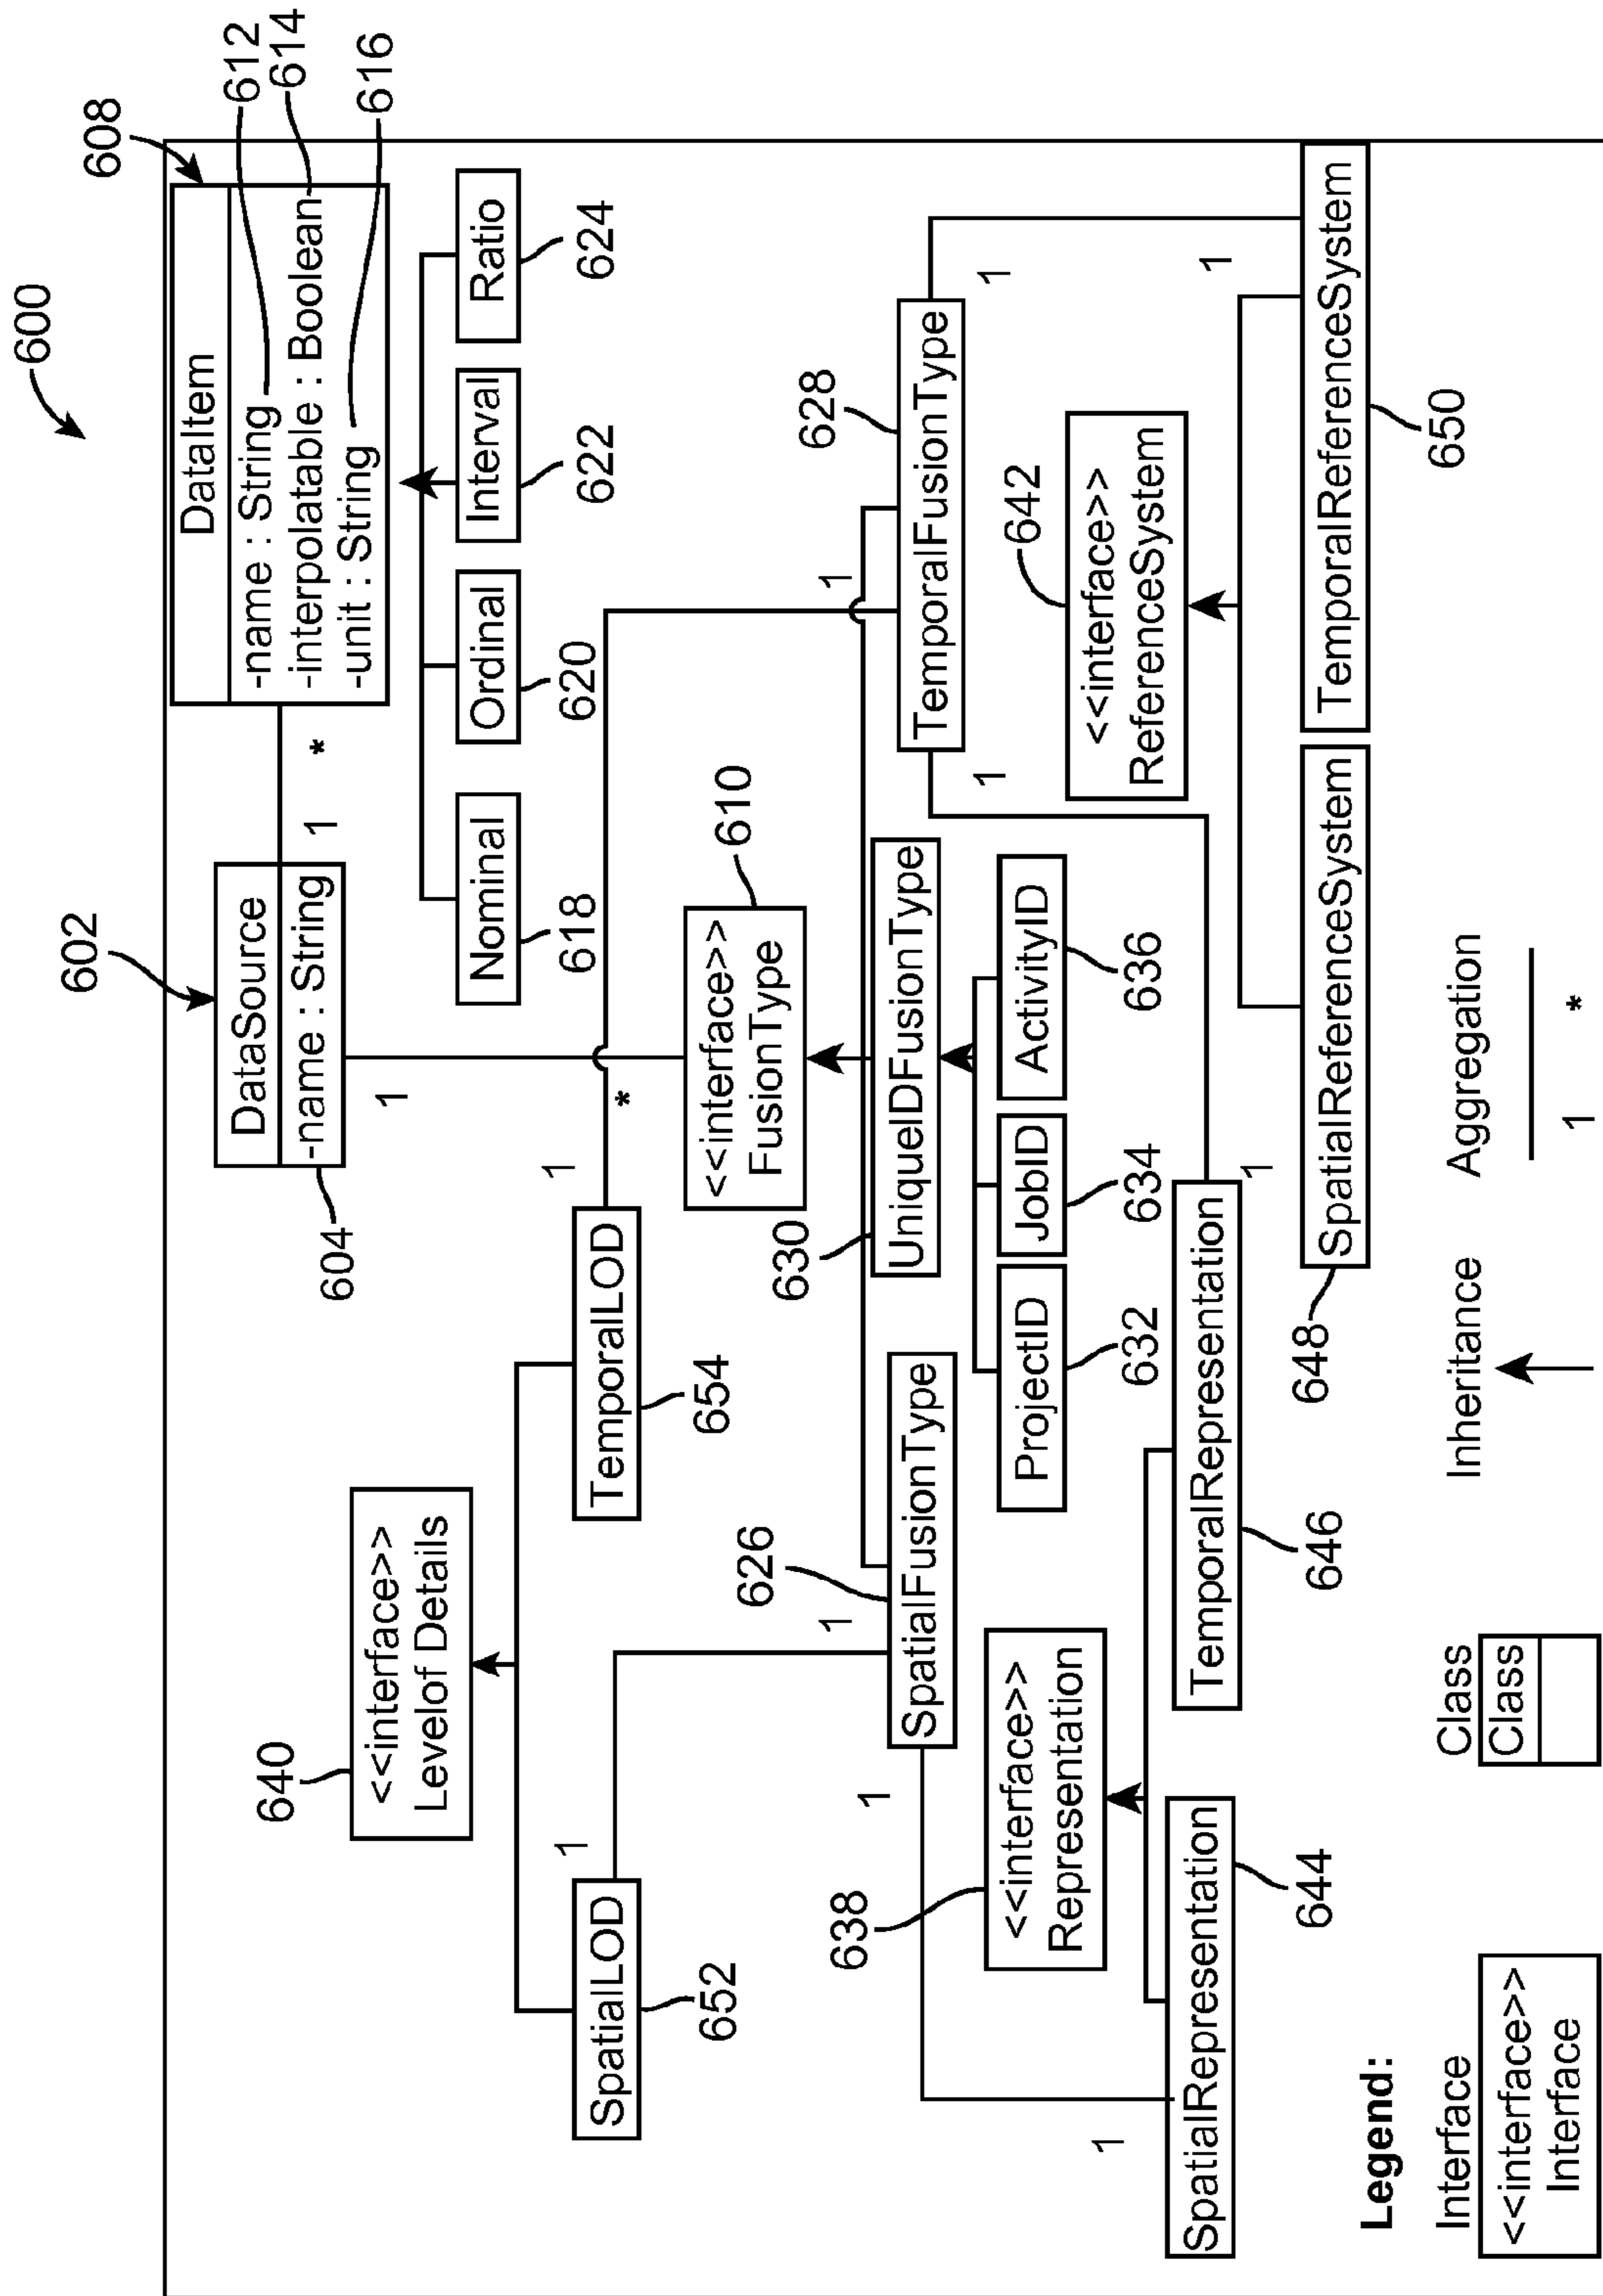 600
602
608
DataSource
-name : String
604
1
1
*
DataItem
-name : String
-interpolatable : Boolean
-unit : String
612
614
616
Nominal
618
Ordinal
620
Interval
622
Ratio
624
640
<<interface>>
Levelof Details
SpatialLOD
652
1
TemporalLOD
654
1
*
<<interface>>
FusionType
610
626
1
SpatialFusionType
1
630
UniqueIDFusionType
1
628
TemporalFusionType
1
1
ProjectID
632
JobID
634
ActivityID
636
638
<<interface>>
Representation
642
<<interface>>
ReferenceSystem
1
SpatialRepresentation
644
TemporalRepresentation
646
1
1
SpatialReferenceSystem
648
TemporalReferenceSystem
650
Legend:
Interface
<<interface>>
Interface
Class
Class
Inheritance
Aggregation
1
*